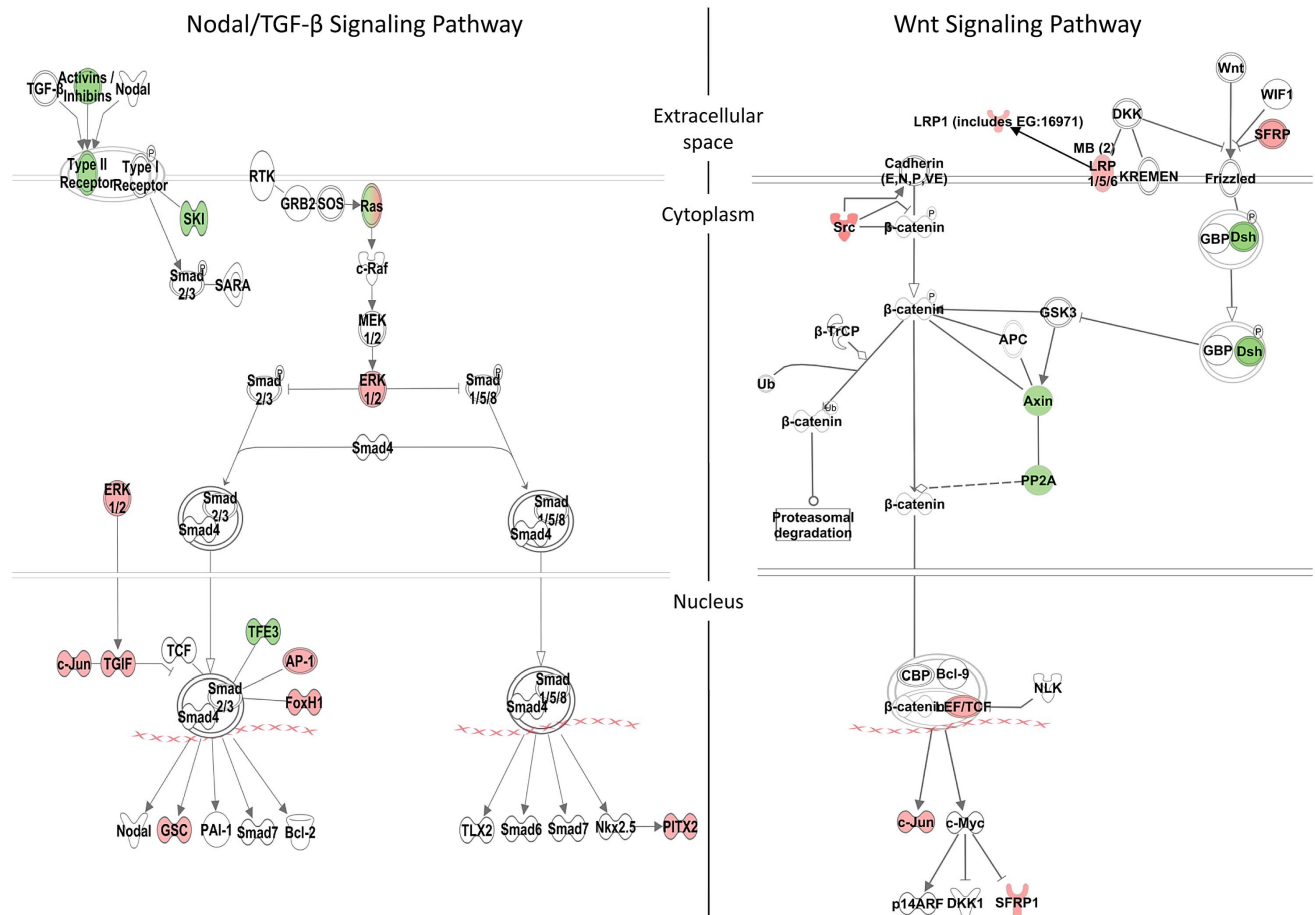 Nodal/TGF-β Signaling Pathway
Wnt Signaling Pathway
Extracellular
space
Cytoplasm
Nucleus
TGF-β
Activins /
Inhibins
Nodal
Type II
Receptor
Type I
Receptor
P
SKI
Smad
2/3
P
SARA
RTK
GRB2
SOS
Ras
c-Raf
MEK
1/2
ERK
1/2
Smad
2/3
P
Smad
1/5/8
P
Smad4
ERK
1/2
Smad
2/3
Smad4
Smad
1/5/8
Smad4
c-Jun
TGIF
TCF
TFE3
AP-1
FoxH1
Smad
2/3
Smad4
Smad
1/5/8
Smad4
Nodal
GSC
PAI-1
Smad7
Bcl-2
TLX2
Smad6
Smad7
Nkx2.5
PITX2
Wnt
WIF1
SFRP
DKK
LRP1 (includes EG:16971)
MB (2)
LRP
1/5/6
KREMEN
Frizzled
Cadherin
(E,N,P,VE)
Src
β-catenin
P
GBP
Dsh
P
β-catenin
P
GSK3
APC
GBP
Dsh
P
β-TrCP
Ub
β-catenin
Ub
Axin
PP2A
β-catenin
Proteasomal
degradation
CBP
Bcl-9
β-catenin
LEF/TCF
NLK
c-Jun
c-Myc
p14ARF
DKK1
SFRP1